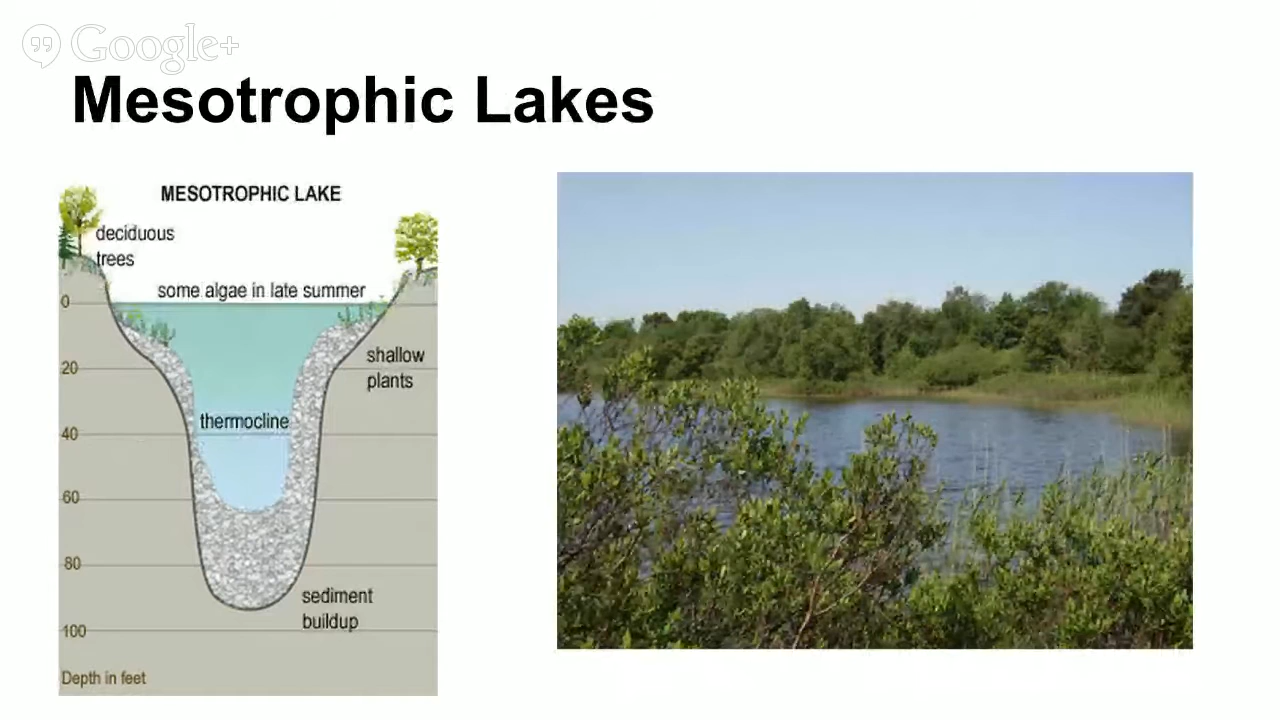 Google+
Mesotrophic Lakes
MESOTROPHIC LAKE
deciduous
trees
some algae in late summer
0
20
shallow
plants
thermocline
40
60
80
sediment
buildup
100
Depth in feet